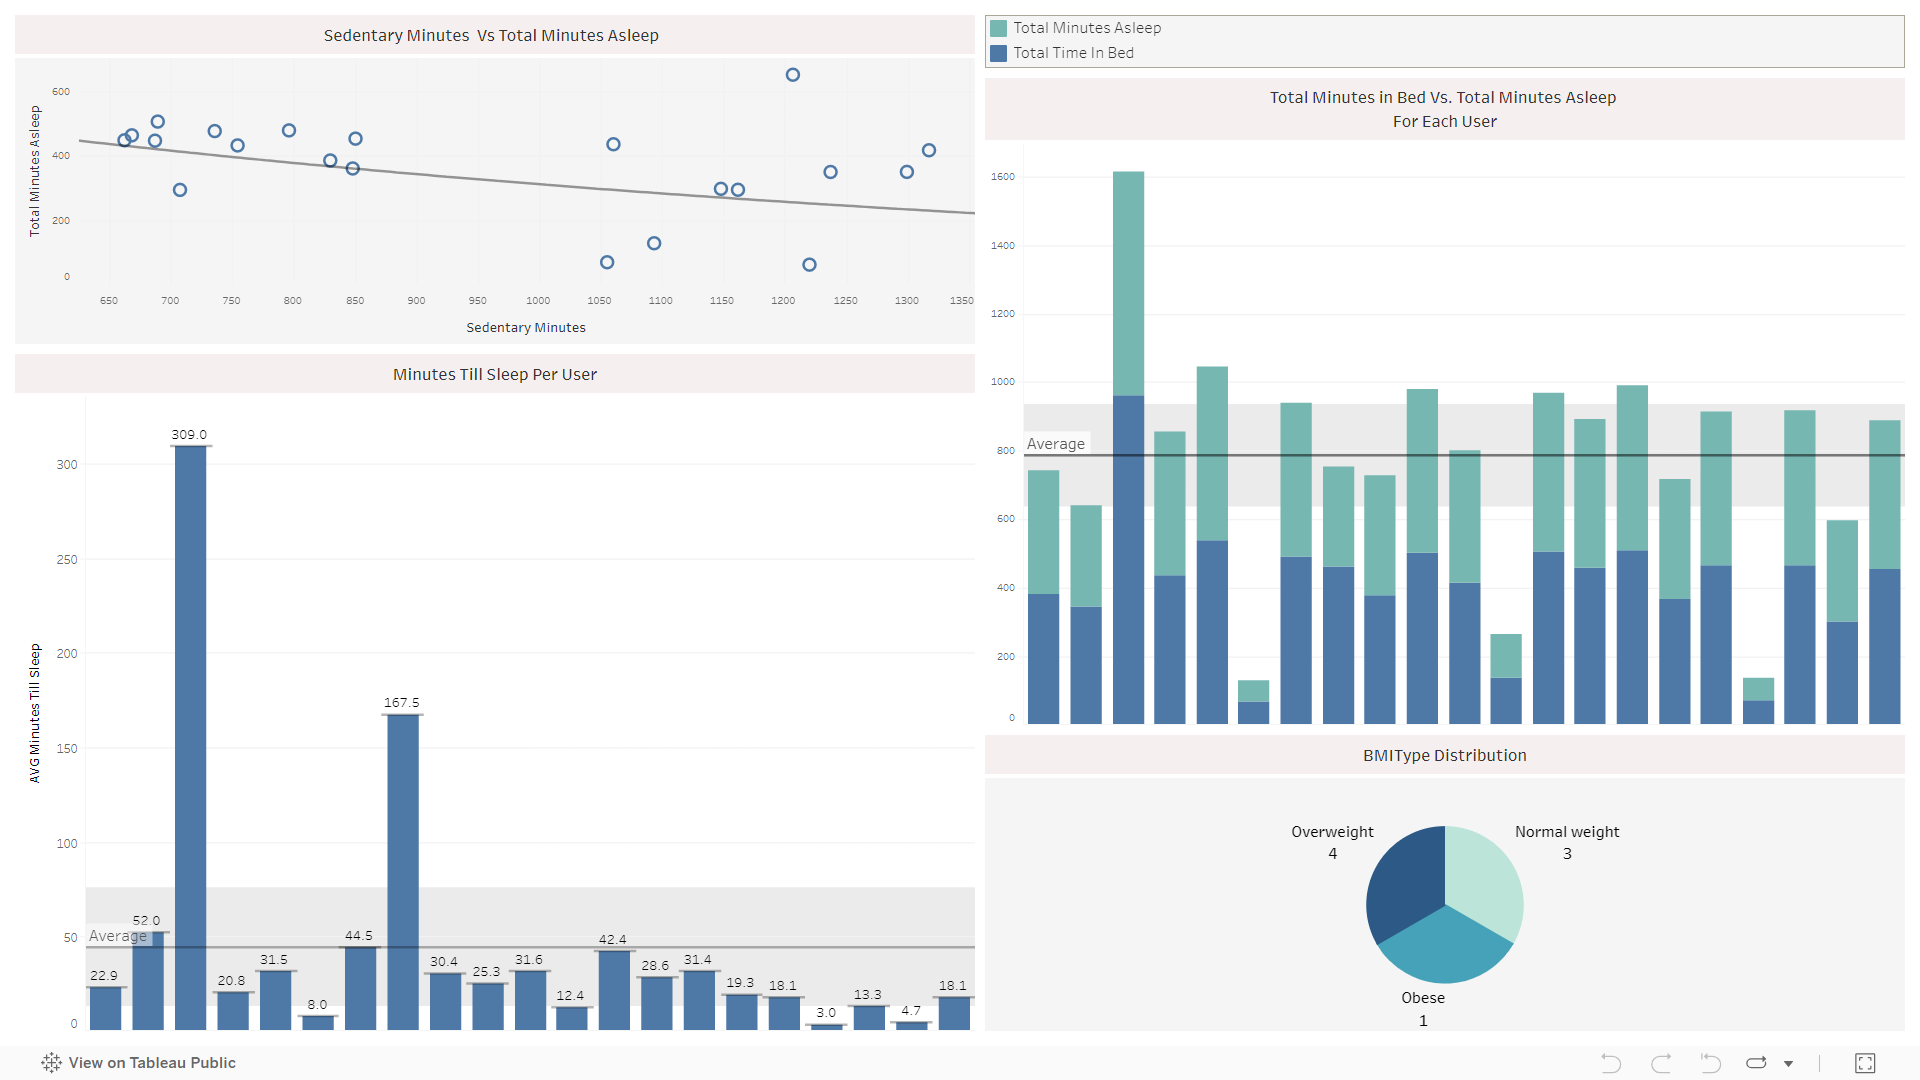 Sedentary Minutes  Vs Total Minutes Asleep
Total Minutes Asleep
600
400
200
0
650 700 750 800 850 900 950 1000 1050 1100 1150 1200 1250 1300 1350
Sedentary Minutes
Minutes Till Sleep Per User
AVG Minutes Till Sleep
300
250
200
150
100
50
0
Average
22.9 52.0 309.0 20.8 31.5 8.0 44.5 167.5 30.4 25.3 31.6 12.4 42.4 28.6 31.4 19.3 18.1 3.0 13.3 4.7 18.1
Total Minutes Asleep
Total Time In Bed
Total Minutes in Bed Vs. Total Minutes Asleep
For Each User
1600
1400
1200
1000
800
600
400
200
0
Average
BMIType Distribution
Overweight
4
Normal weight
3
Obese
1
View on Tableau Public